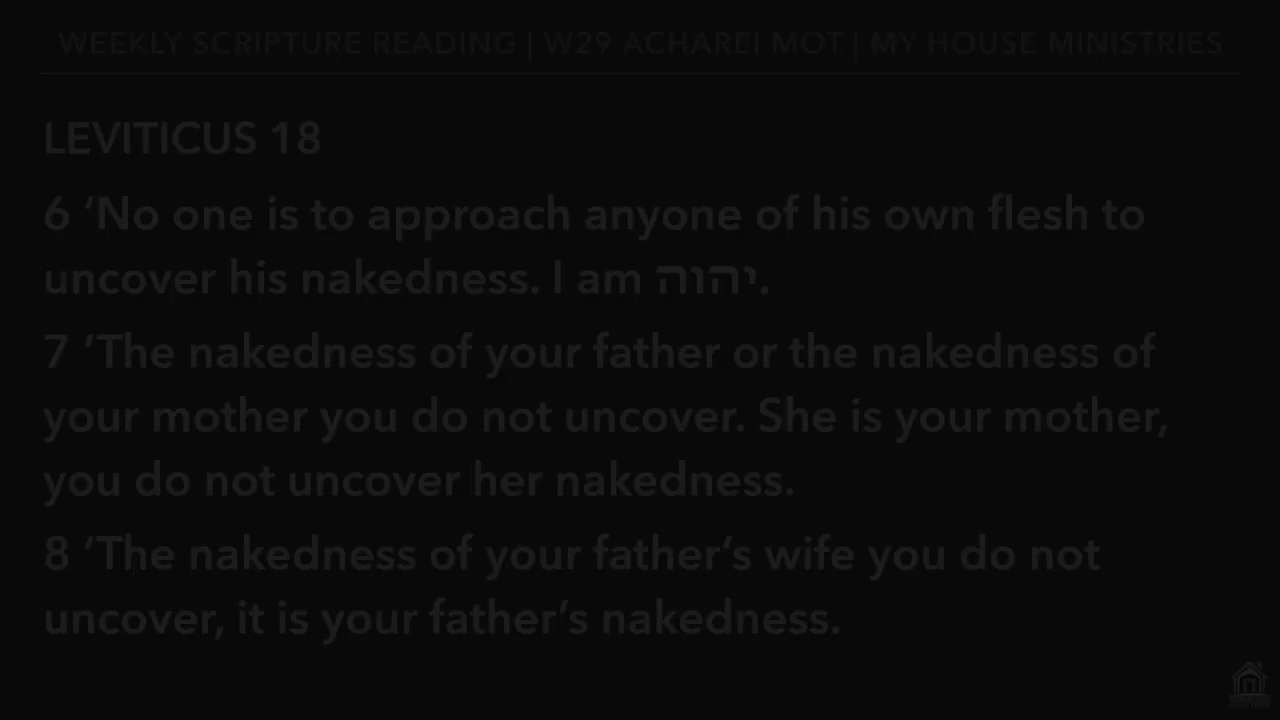 WEEKLY SCRIPTURE READING | W29 ACHAREI MOT | MY HOUSE MINISTRIES
LEVITICUS 18
6 ‘No one is to approach anyone of his own flesh to
uncover his nakedness. I am יהוה.
7 ‘The nakedness of your father or the nakedness of
your mother you do not uncover. She is your mother,
you do not uncover her nakedness.
8 ‘The nakedness of your father’s wife you do not
uncover, it is your father’s nakedness.